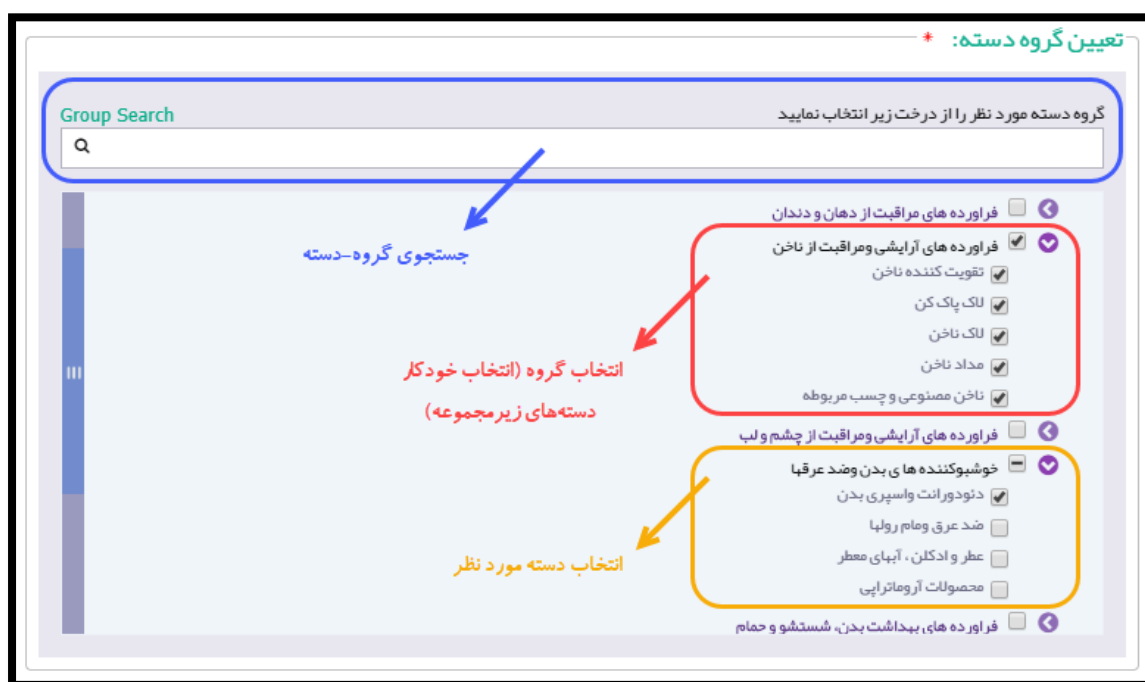 تعیین گروه دسته: *
گروه دسته مورد نظر را از درخت زیر انتخاب نمایید
Group Search
فراورده های مراقبت از دهان و دندان
فراورده های آرایشی ومراقبت از ناخن
تقویت کننده ناخن
لاک پاک کن
لاک ناخن
مداد ناخن
ناخن مصنوعی و چسب مربوطه
فراورده های آرایشی ومراقبت از چشم و لب
خوشبوکننده ها ی بدن وضد عرقها
دئودورانت واسپری بدن
ضد عرق ومام رولها
عطر و ادکلن ، آبهای معطر
محصولات آروماتراپی
فراورده های بهداشت بدن، شستشو و حمام
جستجوی گروه-دسته
انتخاب گروه (انتخاب خودکار
دسته‌های زیرمجموعه)
انتخاب دسته مورد نظر